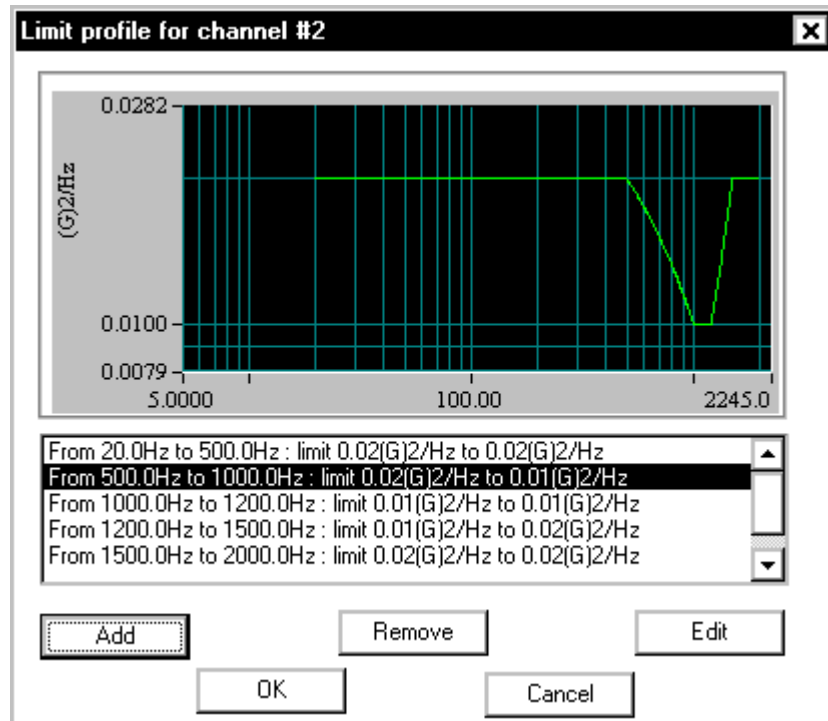 Limit profile for channel #2
0.0282
(G)2/Hz
0.0100
0.0079
5.0000 100.00 2245.0
From 20.0Hz to 500.0Hz : limit 0.02(G)2/Hz to 0.02(G)2/Hz
From 500.0Hz to 1000.0Hz : limit 0.02(G)2/Hz to 0.01(G)2/Hz
From 1000.0Hz to 1200.0Hz : limit 0.01(G)2/Hz to 0.01(G)2/Hz
From 1200.0Hz to 1500.0Hz : limit 0.01(G)2/Hz to 0.02(G)2/Hz
From 1500.0Hz to 2000.0Hz : limit 0.02(G)2/Hz to 0.02(G)2/Hz
Add Remove Edit
OK Cancel